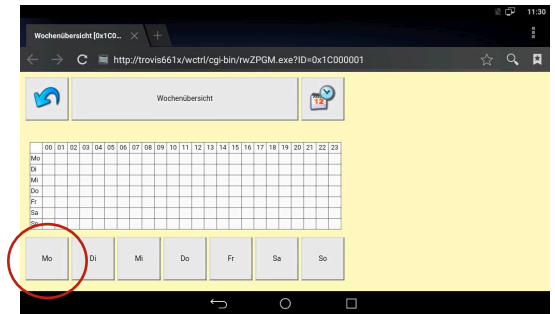 11:30
Wochenübersicht [0x1C0...
http://trovis661x/wctrl/cgi-bin/rwZPGM.exe?ID=0x1C000001
Wochenübersicht
12
00 01 02 03 04 05 06 07 08 09 10 11 12 13 14 15 16 17 18 19 20 21 22 23
Mo
Di
Mi
Do
Fr
Sa
So
Mo Di Mi Do Fr Sa So